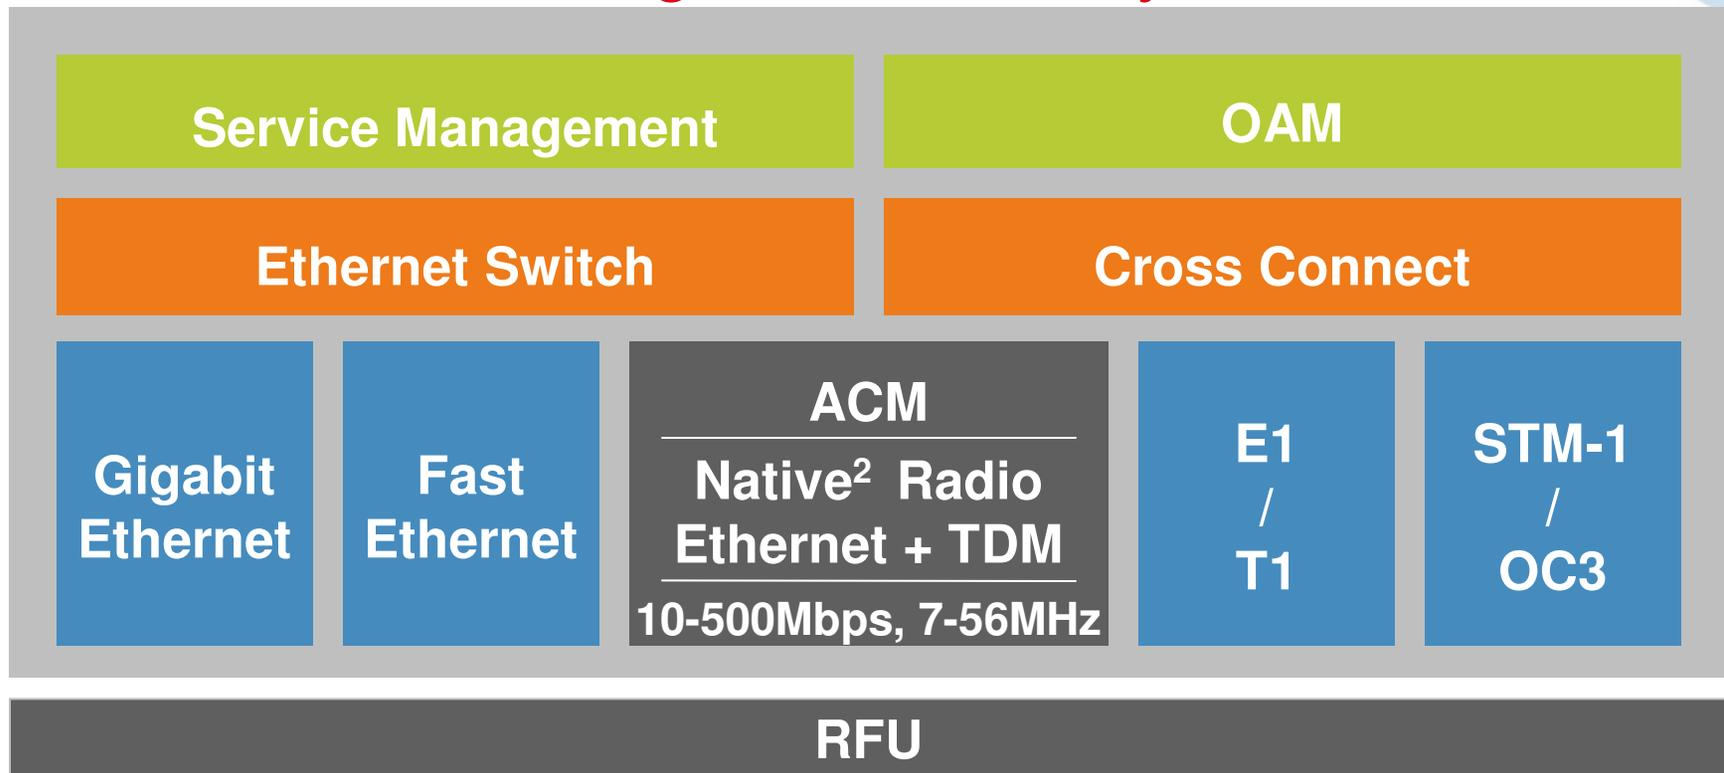 Service Management
OAM
Ethernet Switch
Cross Connect
Gigabit
Ethernet
Fast
Ethernet
ACM
Native² Radio
Ethernet + TDM
10-500Mbps, 7-56MHz
E1
/
T1
STM-1
/
OC3
RFU